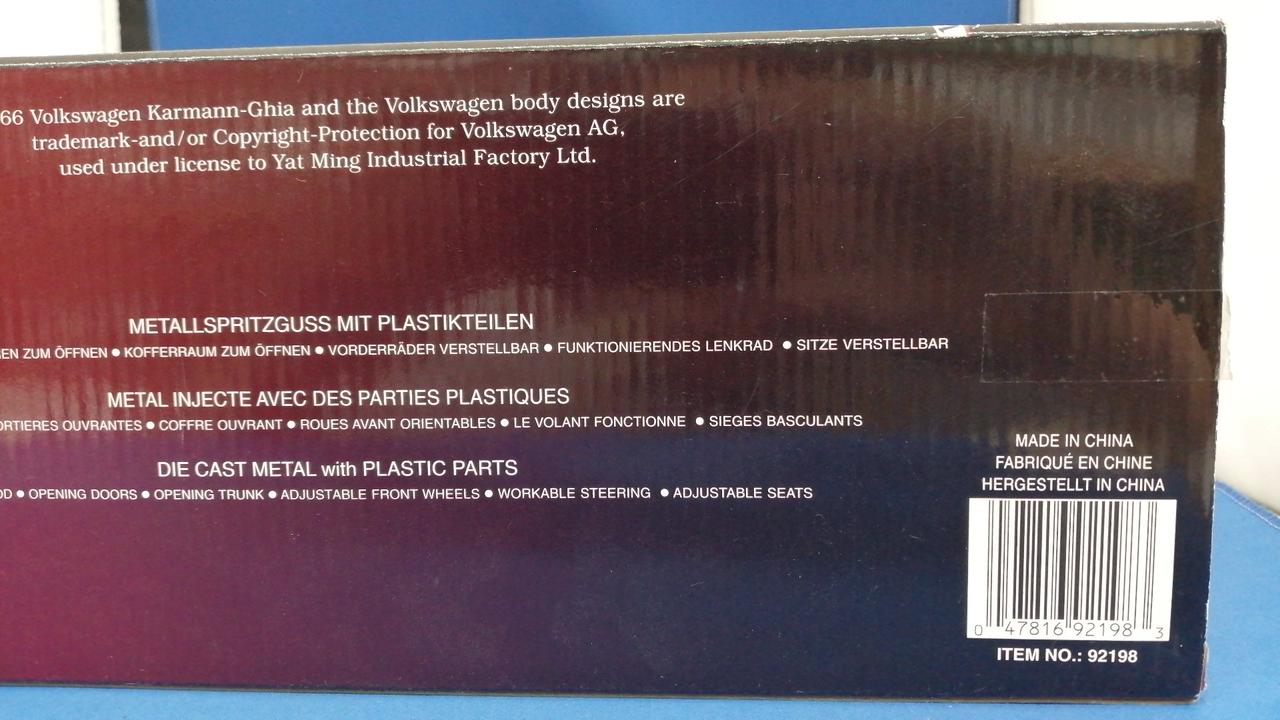 66 Volkswagen Karmann-Ghia and the Volkswagen body designs are
trademark-and/or Copyright-Protection for Volkswagen AG,
used under license to Yat Ming Industrial Factory Ltd.
METALLSPRITZGUSS MIT PLASTIKTEILEN
ZUM ÖFFNEN ● KOFFERRAUM ZUM ÖFFNEN ● VORDERRÄDER VERSTELLBAR ● FUNKTIONIERENDES LENKRAD ● SITZE VERSTELLBAR
METAL INJECTE AVEC DES PARTIES PLASTIQUES
OUVRANTES ● COFFRE OUVRANT ● ROUES AVANT ORIENTABLES ● LE VOLANT FONCTIONNE ● SIEGES BASCULANTS
DIE CAST METAL with PLASTIC PARTS
● OPENING DOORS ● OPENING TRUNK ● ADJUSTABLE FRONT WHEELS ● WORKABLE STEERING ● ADJUSTABLE SEATS
MADE IN CHINA
FABRIQUÉ EN CHINE
HERGESTELLT IN CHINA
0 47816 92198 3
ITEM NO.: 92198